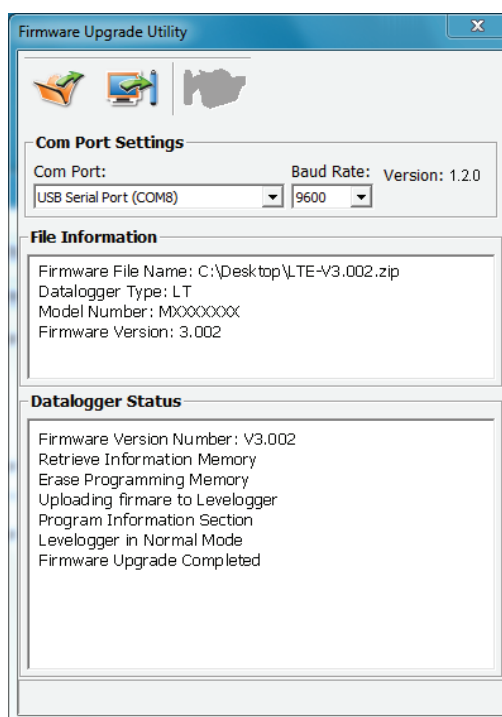 Firmware Upgrade Utility
x
Com Port Settings
Com Port:
Baud Rate:
Version: 1.2.0
USB Serial Port (COM8)
9600
File Information
Firmware File Name: C:\Desktop\LTE-V3.002.zip
Datalogger Type: LT
Model Number: MXXXXXXX
Firmware Version: 3.002
Datalogger Status
Firmware Version Number: V3.002
Retrieve Information Memory
Erase Programming Memory
Uploading firmare to Levelogger
Program Information Section
Levelogger in Normal Mode
Firmware Upgrade Completed